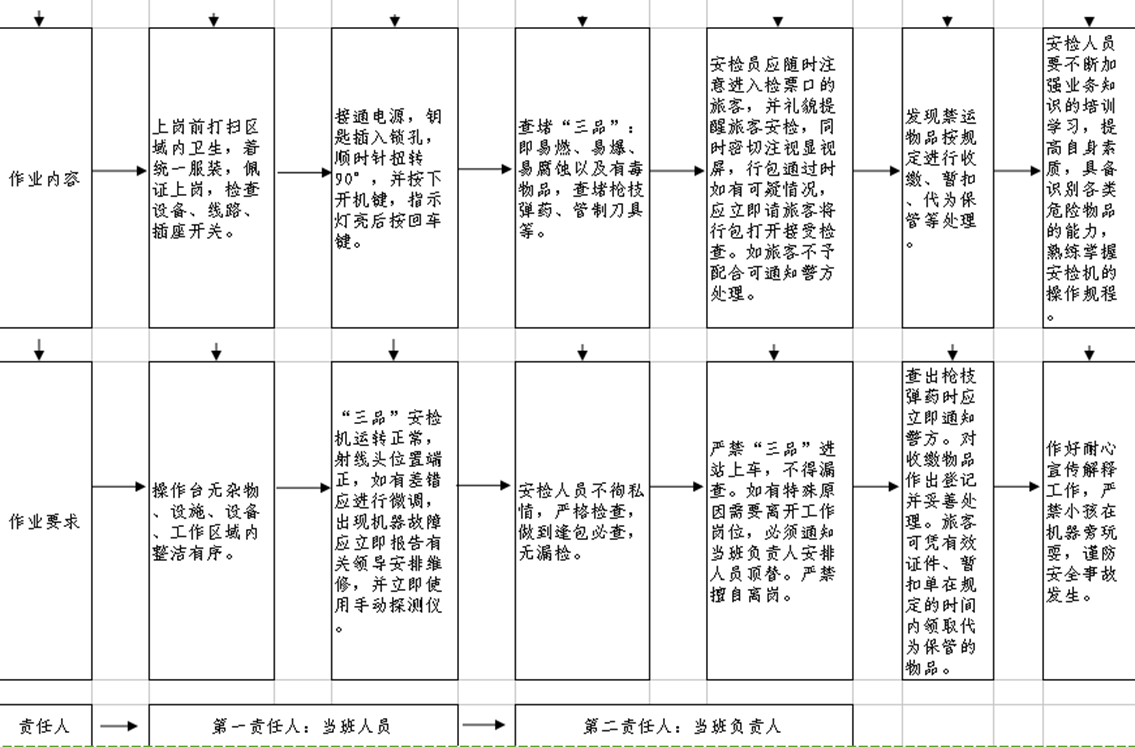 作业内容
上岗前打扫区
域内卫生，着
统一服装，佩
证上岗，检查
设备、线路、
插座开关。
接通电源，钥
匙插入锁孔，
顺时针扭转
90°，并按下
开机键，指示
灯亮后按回车
键。
查堵“三品”：
即易燃、易爆、
易腐蚀以及有毒
物品，查堵枪技
弹药、管制刀具
等。
安检员应随时注
意进入检票口的
旅客，并礼貌提
醒旅客安检，同
时密切注视显视
屏，行包通过时
如有可疑情况，
应立即请旅客将
行包打开接受检
查。如旅客不予
配合可通知警方
处理。
发现禁运
物品按规
定进行收
缴、暂扣
、代为保
管等处理
。
安检人员
要不断加
强业务知
识的培训
学习，提
高自身素
质，具备
识别各类
危险物品
的能力，
熟练掌握
安检机的
操作规程
。
作业要求
操作台无杂物
、设施、设备
、工作区域内
整洁有序。
“三品”安检
机运转正常，
射线头位置端
正，如有差错
应进行微调，
出现机器故障
应立即报告有
关领导安排维
修，并立即使
用手动探测仪
。
安检人员不徇私
情，严格检查，
做到逢包必查，
无漏检。
严禁“三品”进
站上车，不得漏
查。如有特殊原
因需要离开工作
岗位，必须通知
当班负责人安排
人员顶替。严禁
擅自离岗。
查出枪技
弹药时应
立即通知
警方。对
收缴物品
作出登记
并妥善处
理。旅客
可凭有效
证件、暂
扣单在规
定的时间
内领取代
为保管的
物品。
作好耐心
宣传解释
工作，严
禁小孩在
机器旁玩
耍，谨防
安全事故
发生。
责任人
第一责任人：当班人员
第二责任人：当班负责人